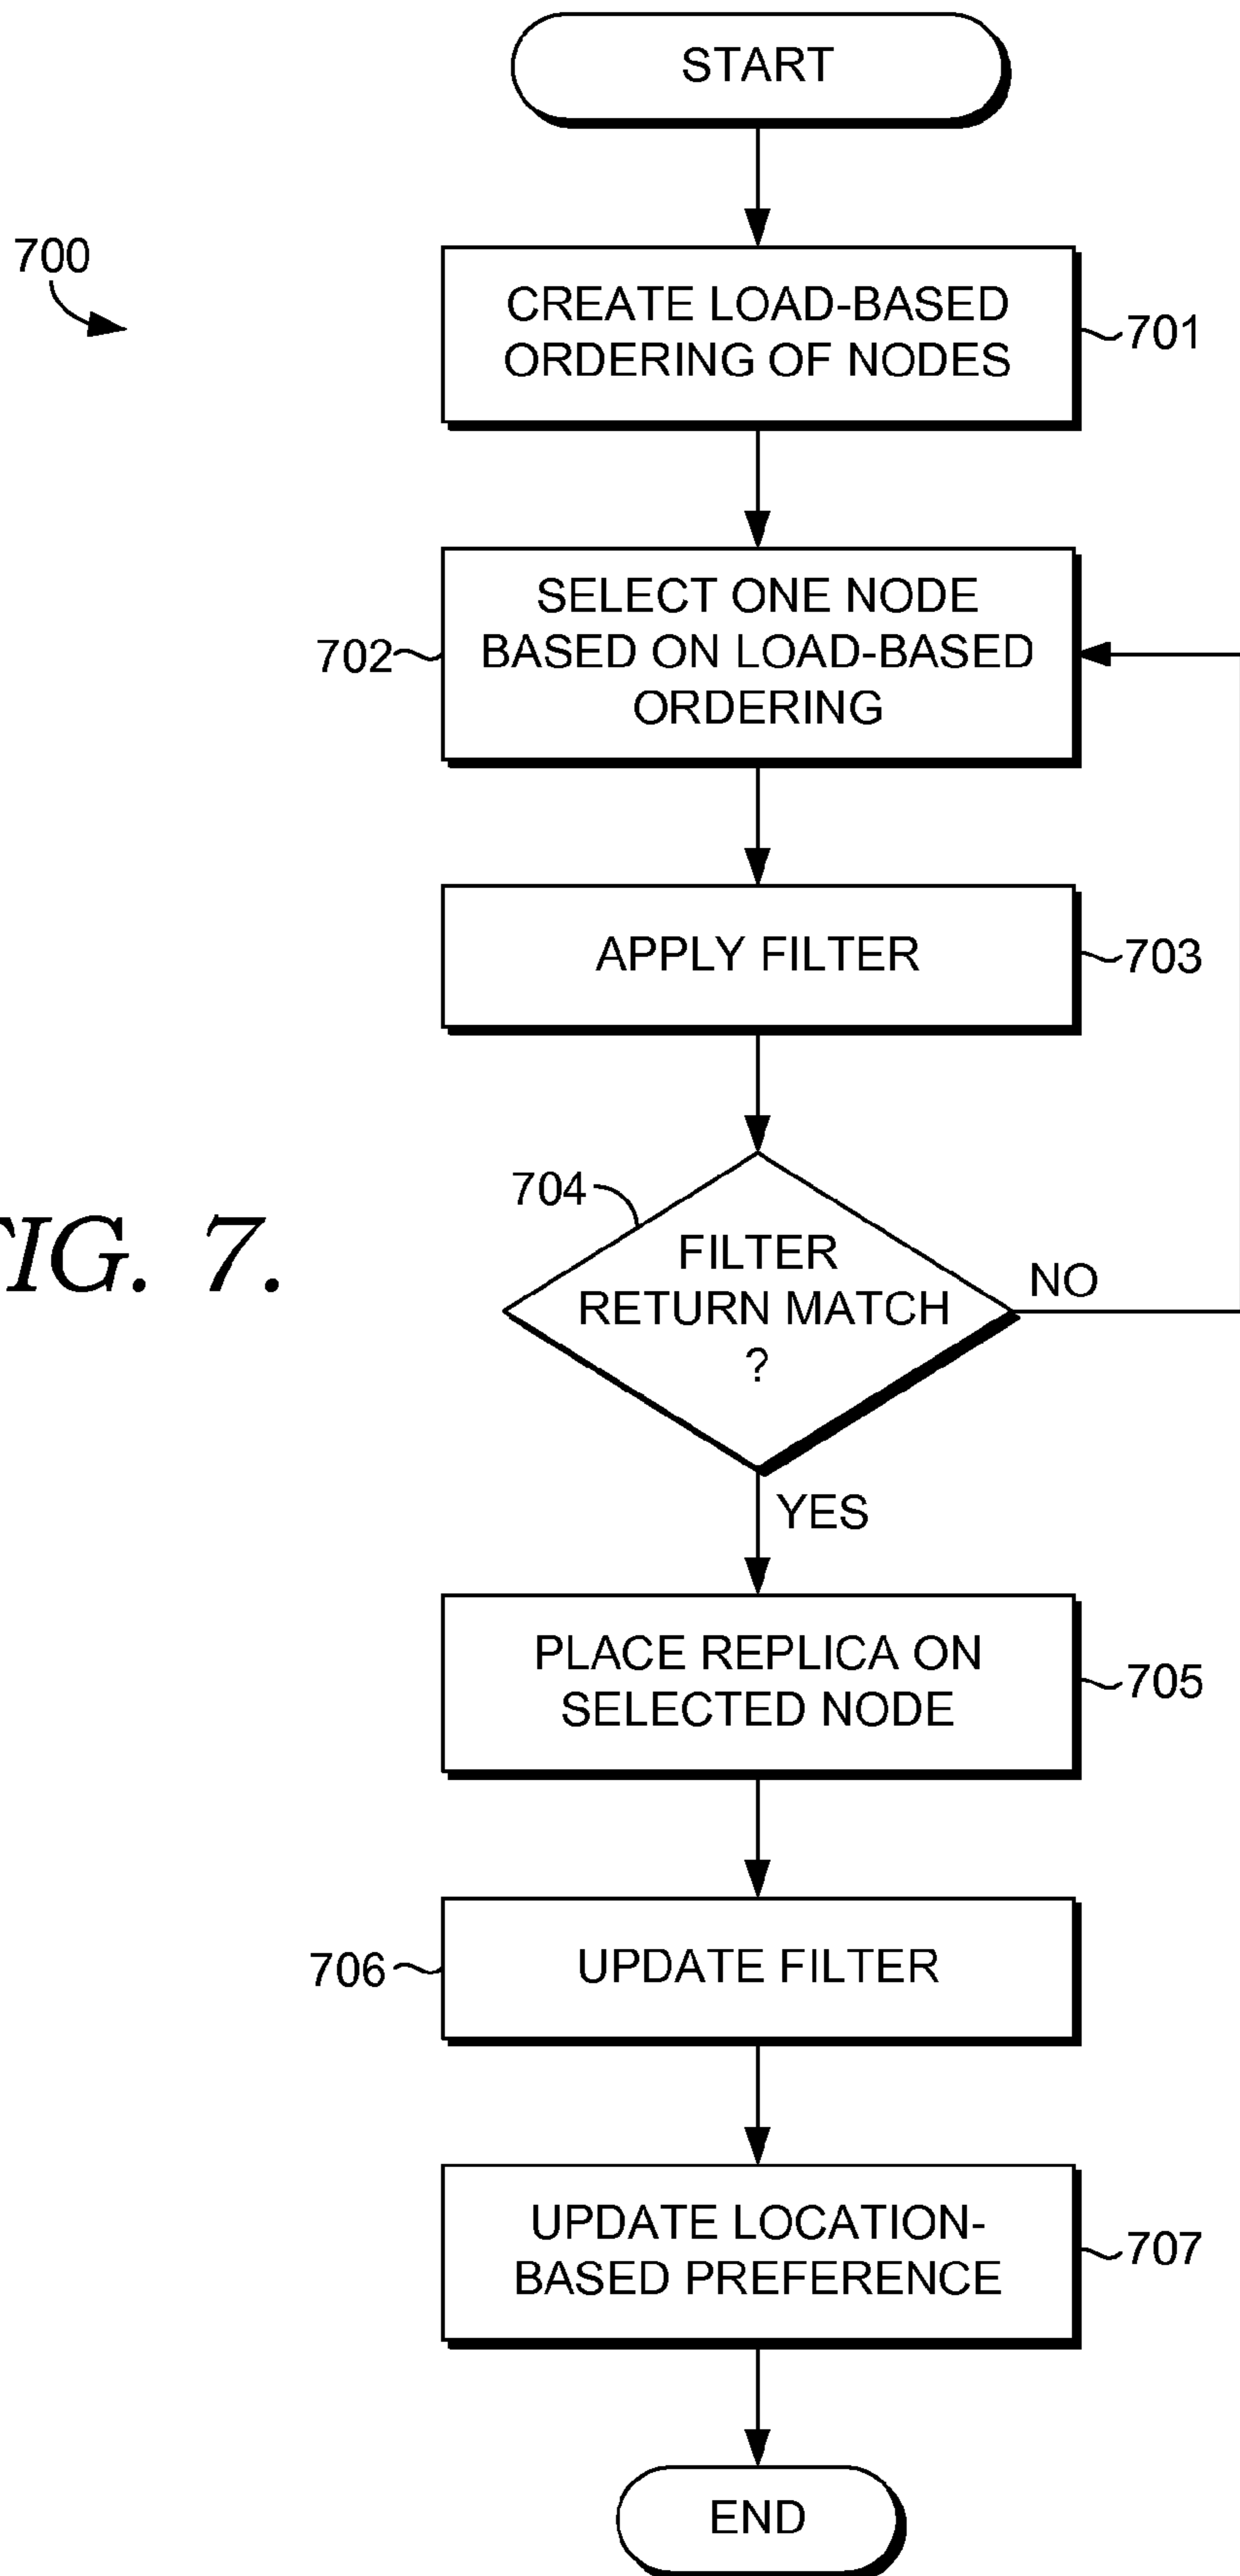 START
700
CREATE LOAD-BASED
ORDERING OF NODES
701
SELECT ONE NODE
BASED ON LOAD-BASED
ORDERING
702
APPLY FILTER
703
704
FILTER
RETURN MATCH
?
NO
IG. 7.
YES
PLACE REPLICA ON
SELECTED NODE
705
UPDATE FILTER
706
UPDATE LOCATION-
BASED PREFERENCE
707
END